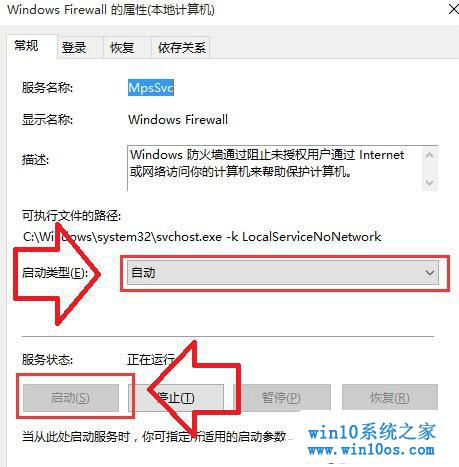 Windows Firewall 的属性(本地计算机)
常规 登录 恢复 依存关系
服务名称: MpsSvc
显示名称: Windows Firewall
描述: Windows 防火墙通过阻止未授权用户通过 Internet
或网络访问你的计算机来帮助保护计算机。
可执行文件的路径:
C:\Windows\system32\svchost.exe -k LocalServiceNoNetwork
启动类型(E): 自动
服务状态: 正在运行
启动(S) 停止(T) 暂停(P) 恢复(R)
当从此处启动服务时，你可指定所适用的启动参数
win10系统之家
www.win10os.com